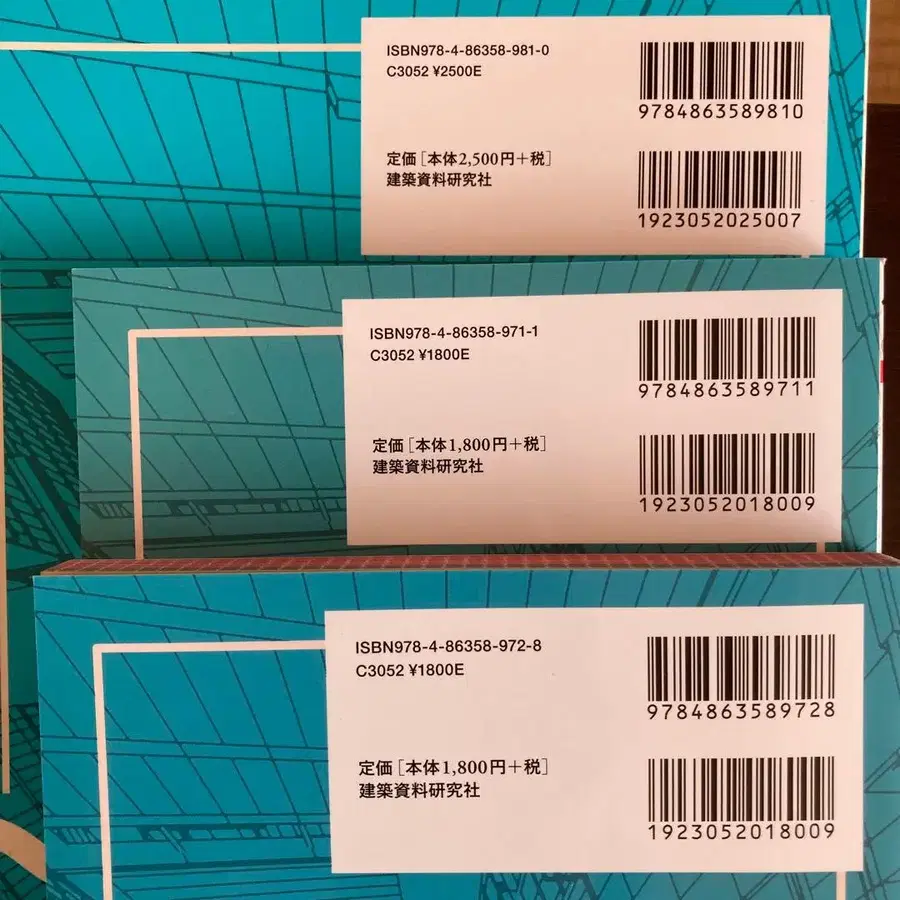 ISBN978-4-86358-981-0
C3052 ¥2500E
9784863589810
定価［本体2,500円＋税］
建築資料研究社
1923052025007
ISBN978-4-86358-971-1
C3052 ¥1800E
9784863589711
定価［本体1,800円＋税］
建築資料研究社
1923052018009
ISBN978-4-86358-972-8
C3052 ¥1800E
9784863589728
定価［本体1,800円＋税］
建築資料研究社
1923052018009